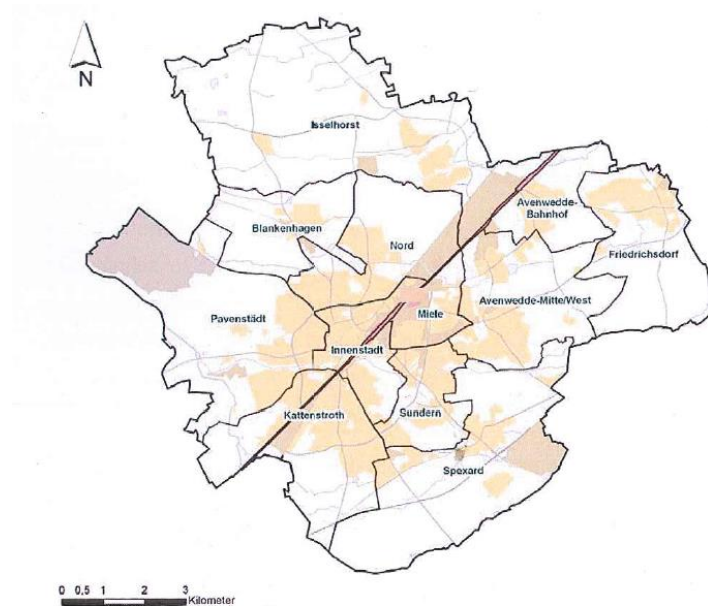 N
Isselhorst
Avenwedde-
Bahnhof
Blankenhagen
Nord
Friedrichsdorf
Avenwedde-Mitte/West
Pavenstädt
Miele
Innenstadt
Kattenstroth
Sundern
Spexard
0 0,5 1 2 3
Kilometer